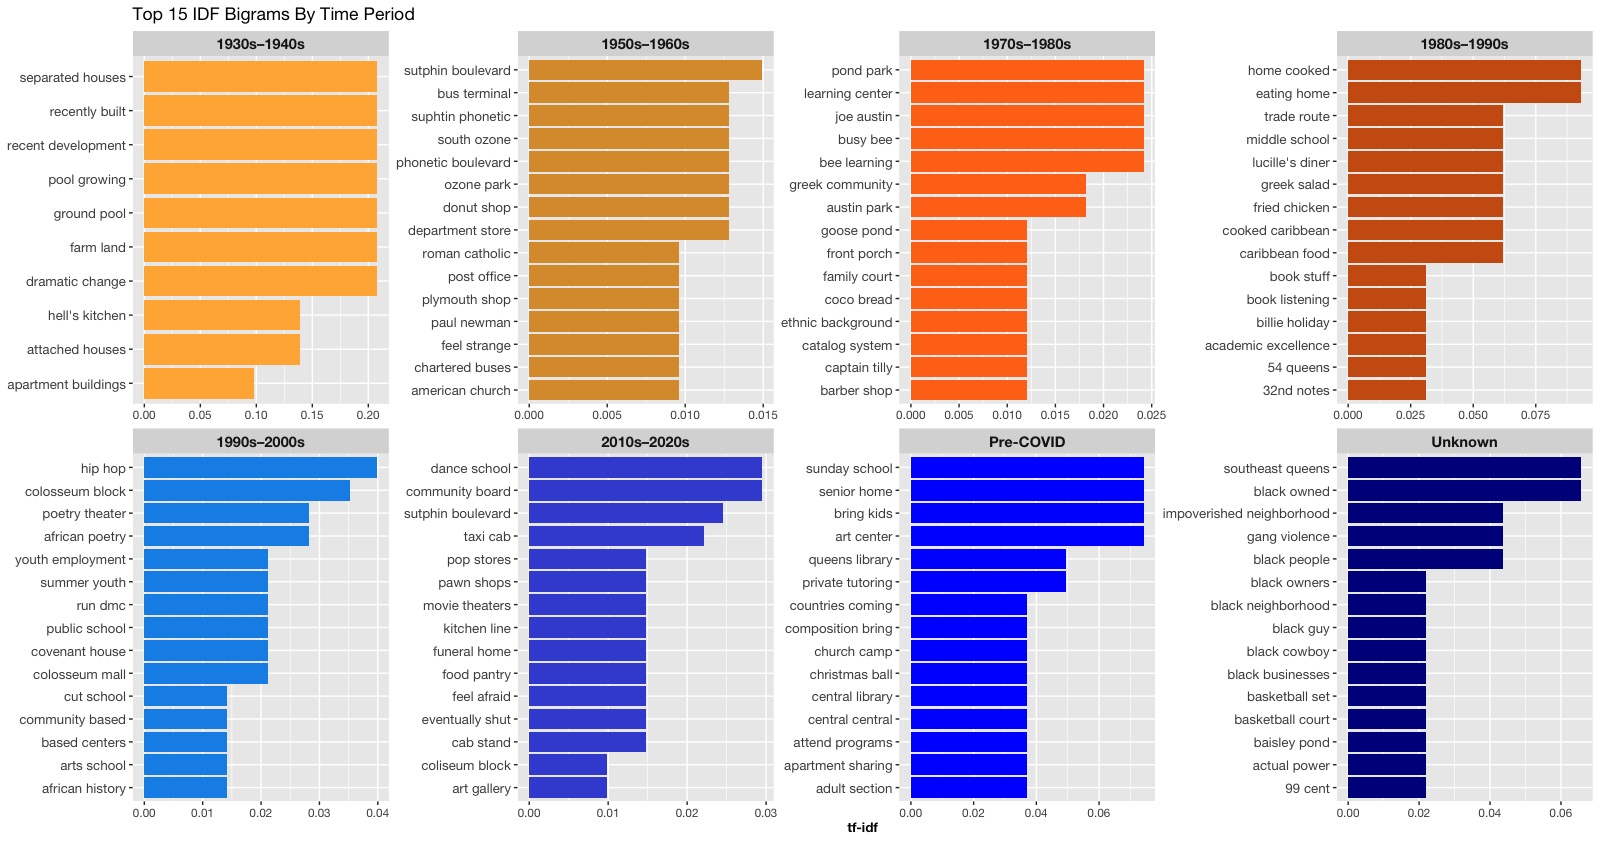 Top 15 IDF Bigrams By Time Period
1930s–1940s
separated houses
recently built
recent development
pool growing
ground pool
farm land
dramatic change
hell's kitchen
attached houses
apartment buildings
0.00 0.05 0.10 0.15 0.20
1950s–1960s
sutphin boulevard
bus terminal
suphtin phonetic
south ozone
phonetic boulevard
ozone park
donut shop
department store
roman catholic
post office
plymouth shop
paul newman
feel strange
chartered buses
american church
0.000 0.005 0.010 0.015
1970s–1980s
pond park
learning center
joe austin
busy bee
bee learning
greek community
austin park
goose pond
front porch
family court
coco bread
ethnic background
catalog system
captain tilly
barber shop
0.000 0.005 0.010 0.015 0.020 0.025
1980s–1990s
home cooked
eating home
trade route
middle school
lucille's diner
greek salad
fried chicken
cooked caribbean
caribbean food
book stuff
book listening
billie holiday
academic excellence
54 queens
32nd notes
0.000 0.025 0.050 0.075
1990s–2000s
hip hop
colosseum block
poetry theater
african poetry
youth employment
summer youth
run dmc
public school
covenant house
colosseum mall
cut school
community based
based centers
arts school
african history
0.00 0.01 0.02 0.03 0.04
2010s–2020s
dance school
community board
sutphin boulevard
taxi cab
pop stores
pawn shops
movie theaters
kitchen line
funeral home
food pantry
feel afraid
eventually shut
cab stand
coliseum block
art gallery
0.00 0.01 0.02 0.03
Pre-COVID
sunday school
senior home
bring kids
art center
queens library
private tutoring
countries coming
composition bring
church camp
christmas ball
central library
central central
attend programs
apartment sharing
adult section
0.00 0.02 0.04 0.06
Unknown
southeast queens
black owned
impoverished neighborhood
gang violence
black people
black owners
black neighborhood
black guy
black cowboy
black businesses
basketball set
basketball court
baisley pond
actual power
99 cent
0.00 0.02 0.04 0.06
tf-idf